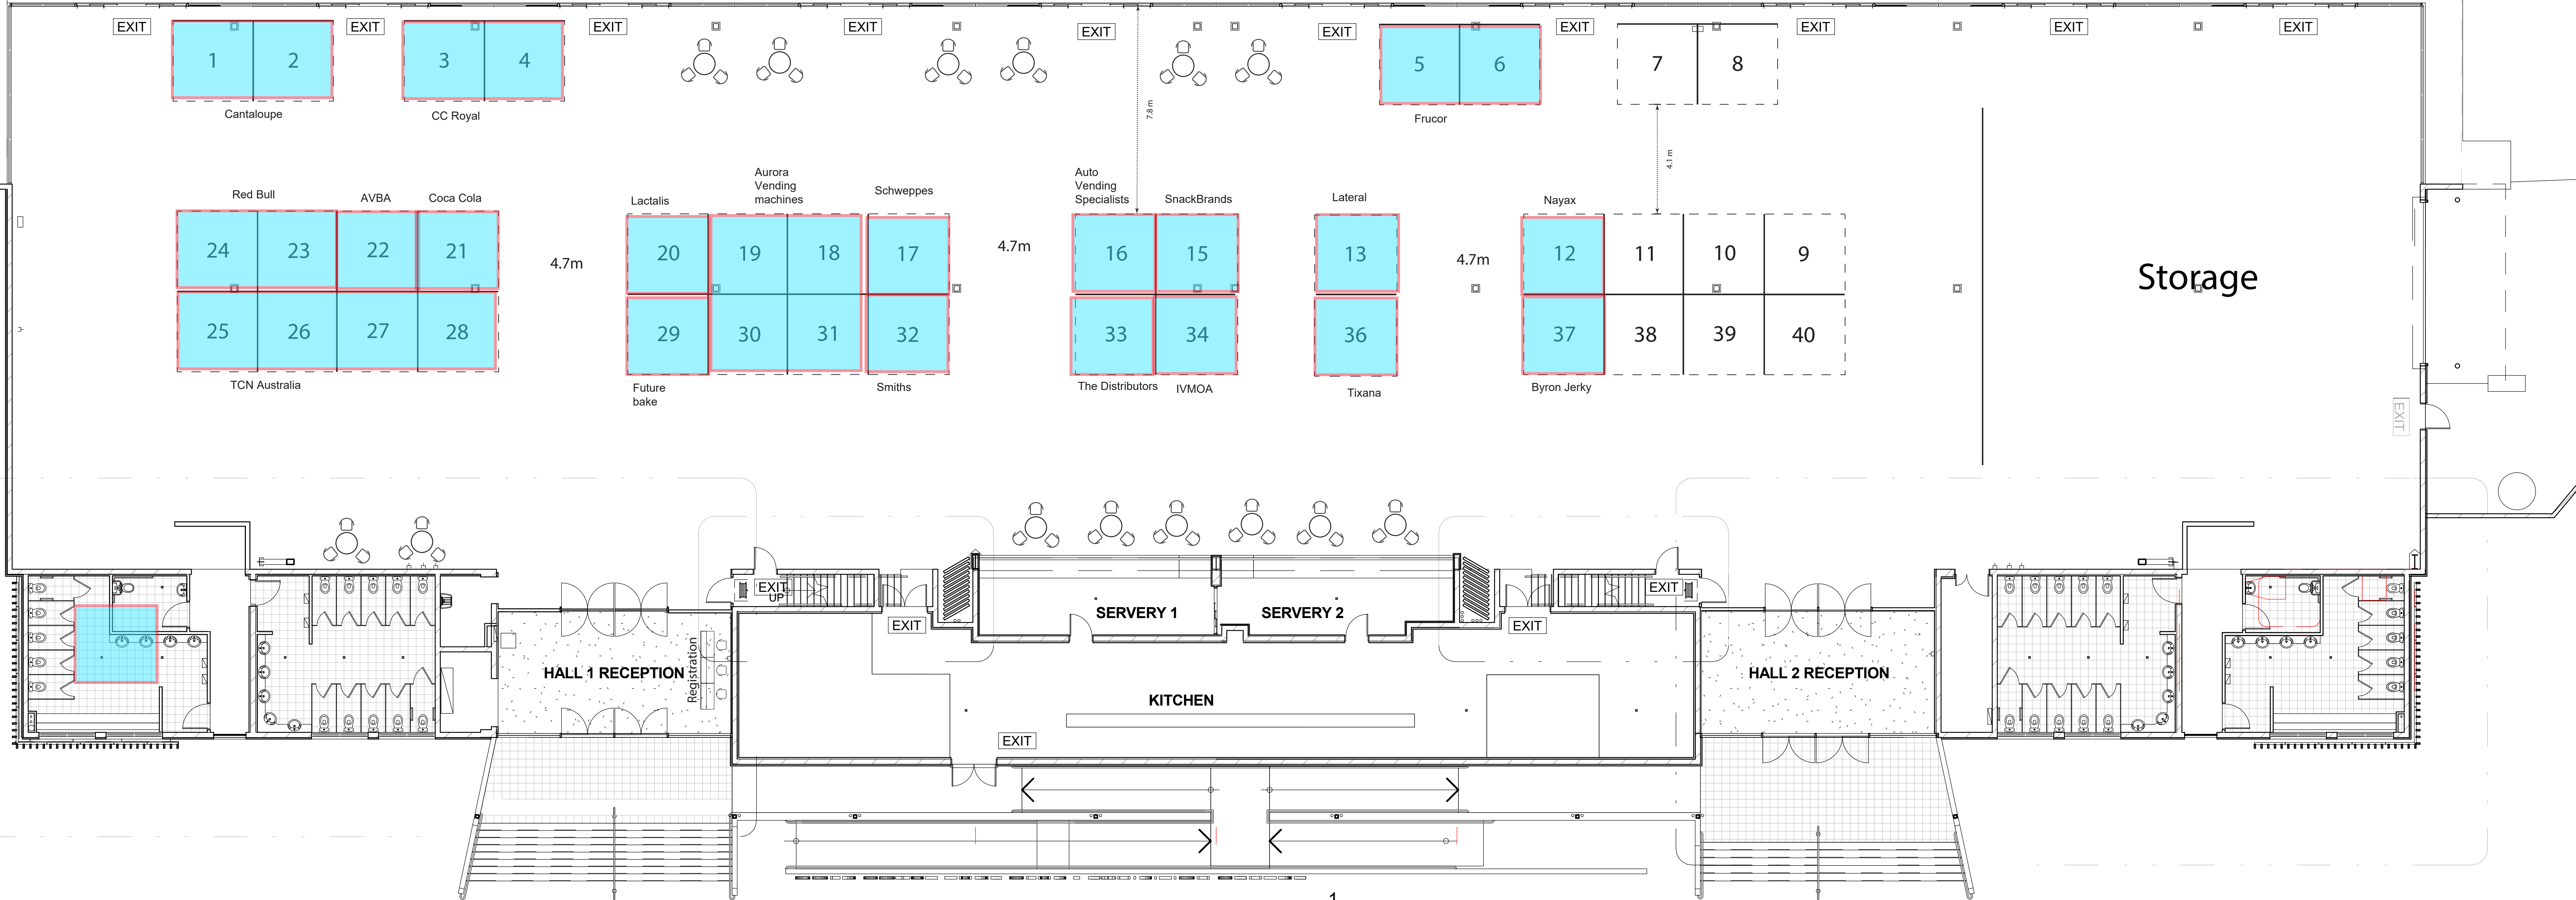 EXIT
EXIT
EXIT
EXIT
EXIT
EXIT
EXIT
EXIT
EXIT
EXIT
1
2
3
4
5
6
7
8
Cantaloupe
CC Royal
Frucor
7.8 m
4.1 m
Red Bull
AVBA
Coca Cola
Lactalis
Aurora
Vending
machines
Schweppes
Auto
Vending
Specialists
SnackBrands
Lateral
Nayax
24
23
22
21
4.7m
20
19
18
17
4.7m
16
15
13
4.7m
12
11
10
9
Storage
25
26
27
28
29
30
31
32
33
34
36
37
38
39
40
TCN Australia
Future
bake
Smiths
The Distributors
IVMOA
Tixana
Byron Jerky
EXIT
EXIT
UP
EXIT
SERVERY 1
SERVERY 2
EXIT
EXIT
HALL 1 RECEPTION
Registration
KITCHEN
HALL 2 RECEPTION
EXIT
1